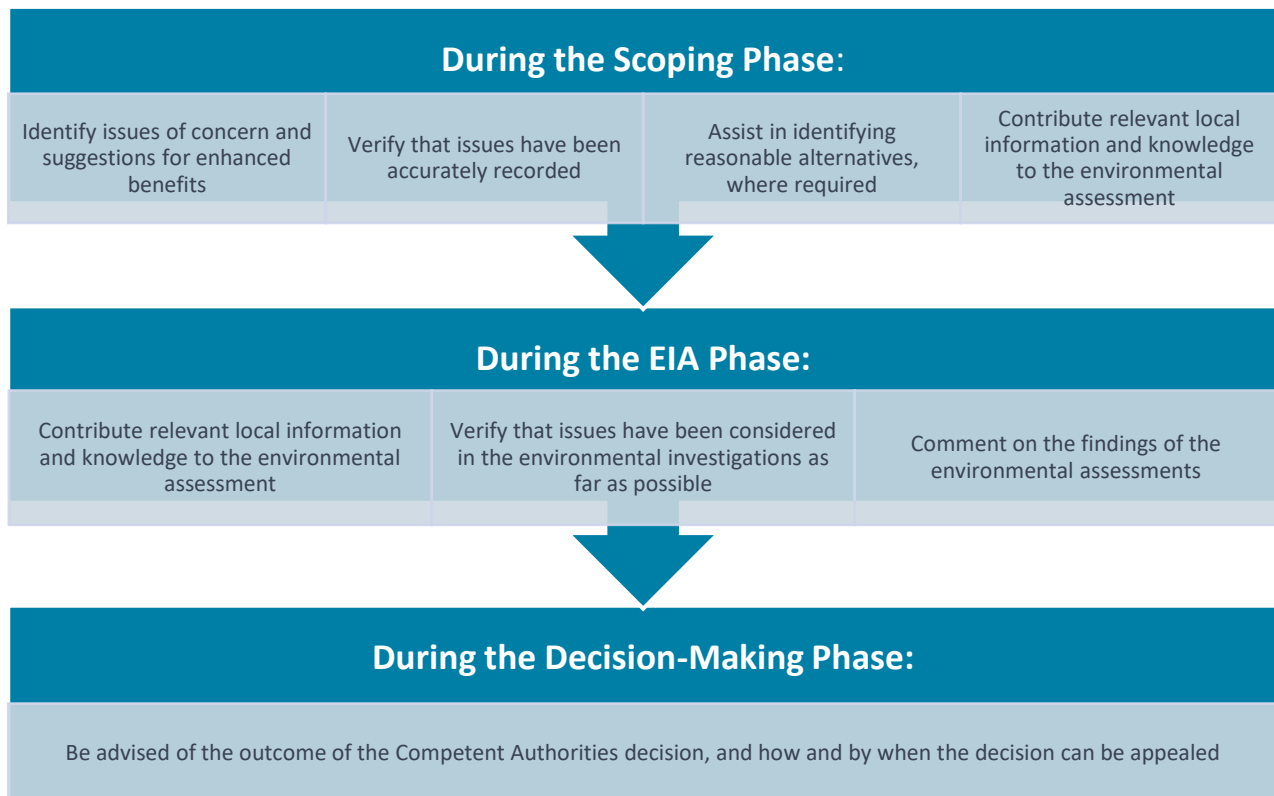 During the Scoping Phase:
Identify issues of concern and
suggestions for enhanced
benefits
Verify that issues have been
accurately recorded
Assist in identifying
reasonable alternatives,
where required
Contribute relevant local
information and knowledge
to the environmental
assessment
During the EIA Phase:
Contribute relevant local information
and knowledge to the environmental
assessment
Verify that issues have been considered
in the environmental investigations as
far as possible
Comment on the findings of the
environmental assessments
During the Decision-Making Phase:
Be advised of the outcome of the Competent Authorities decision, and how and by when the decision can be appealed